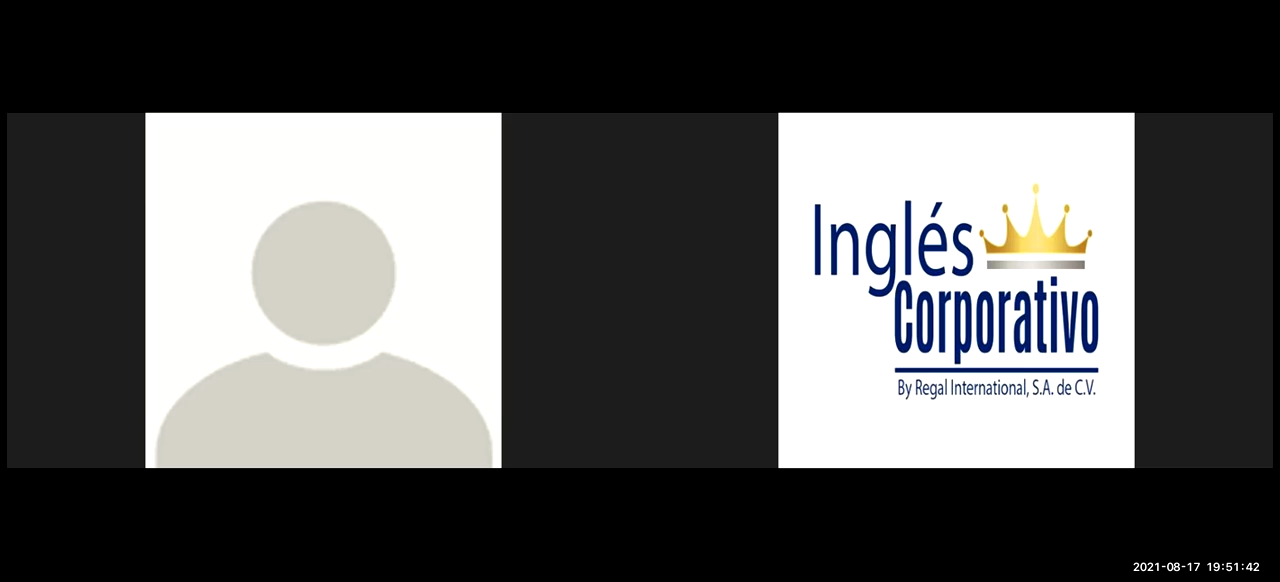 Inglés
Corporativo
By Regal International, S.A. de C.V.
2021-08-17 19:51:42